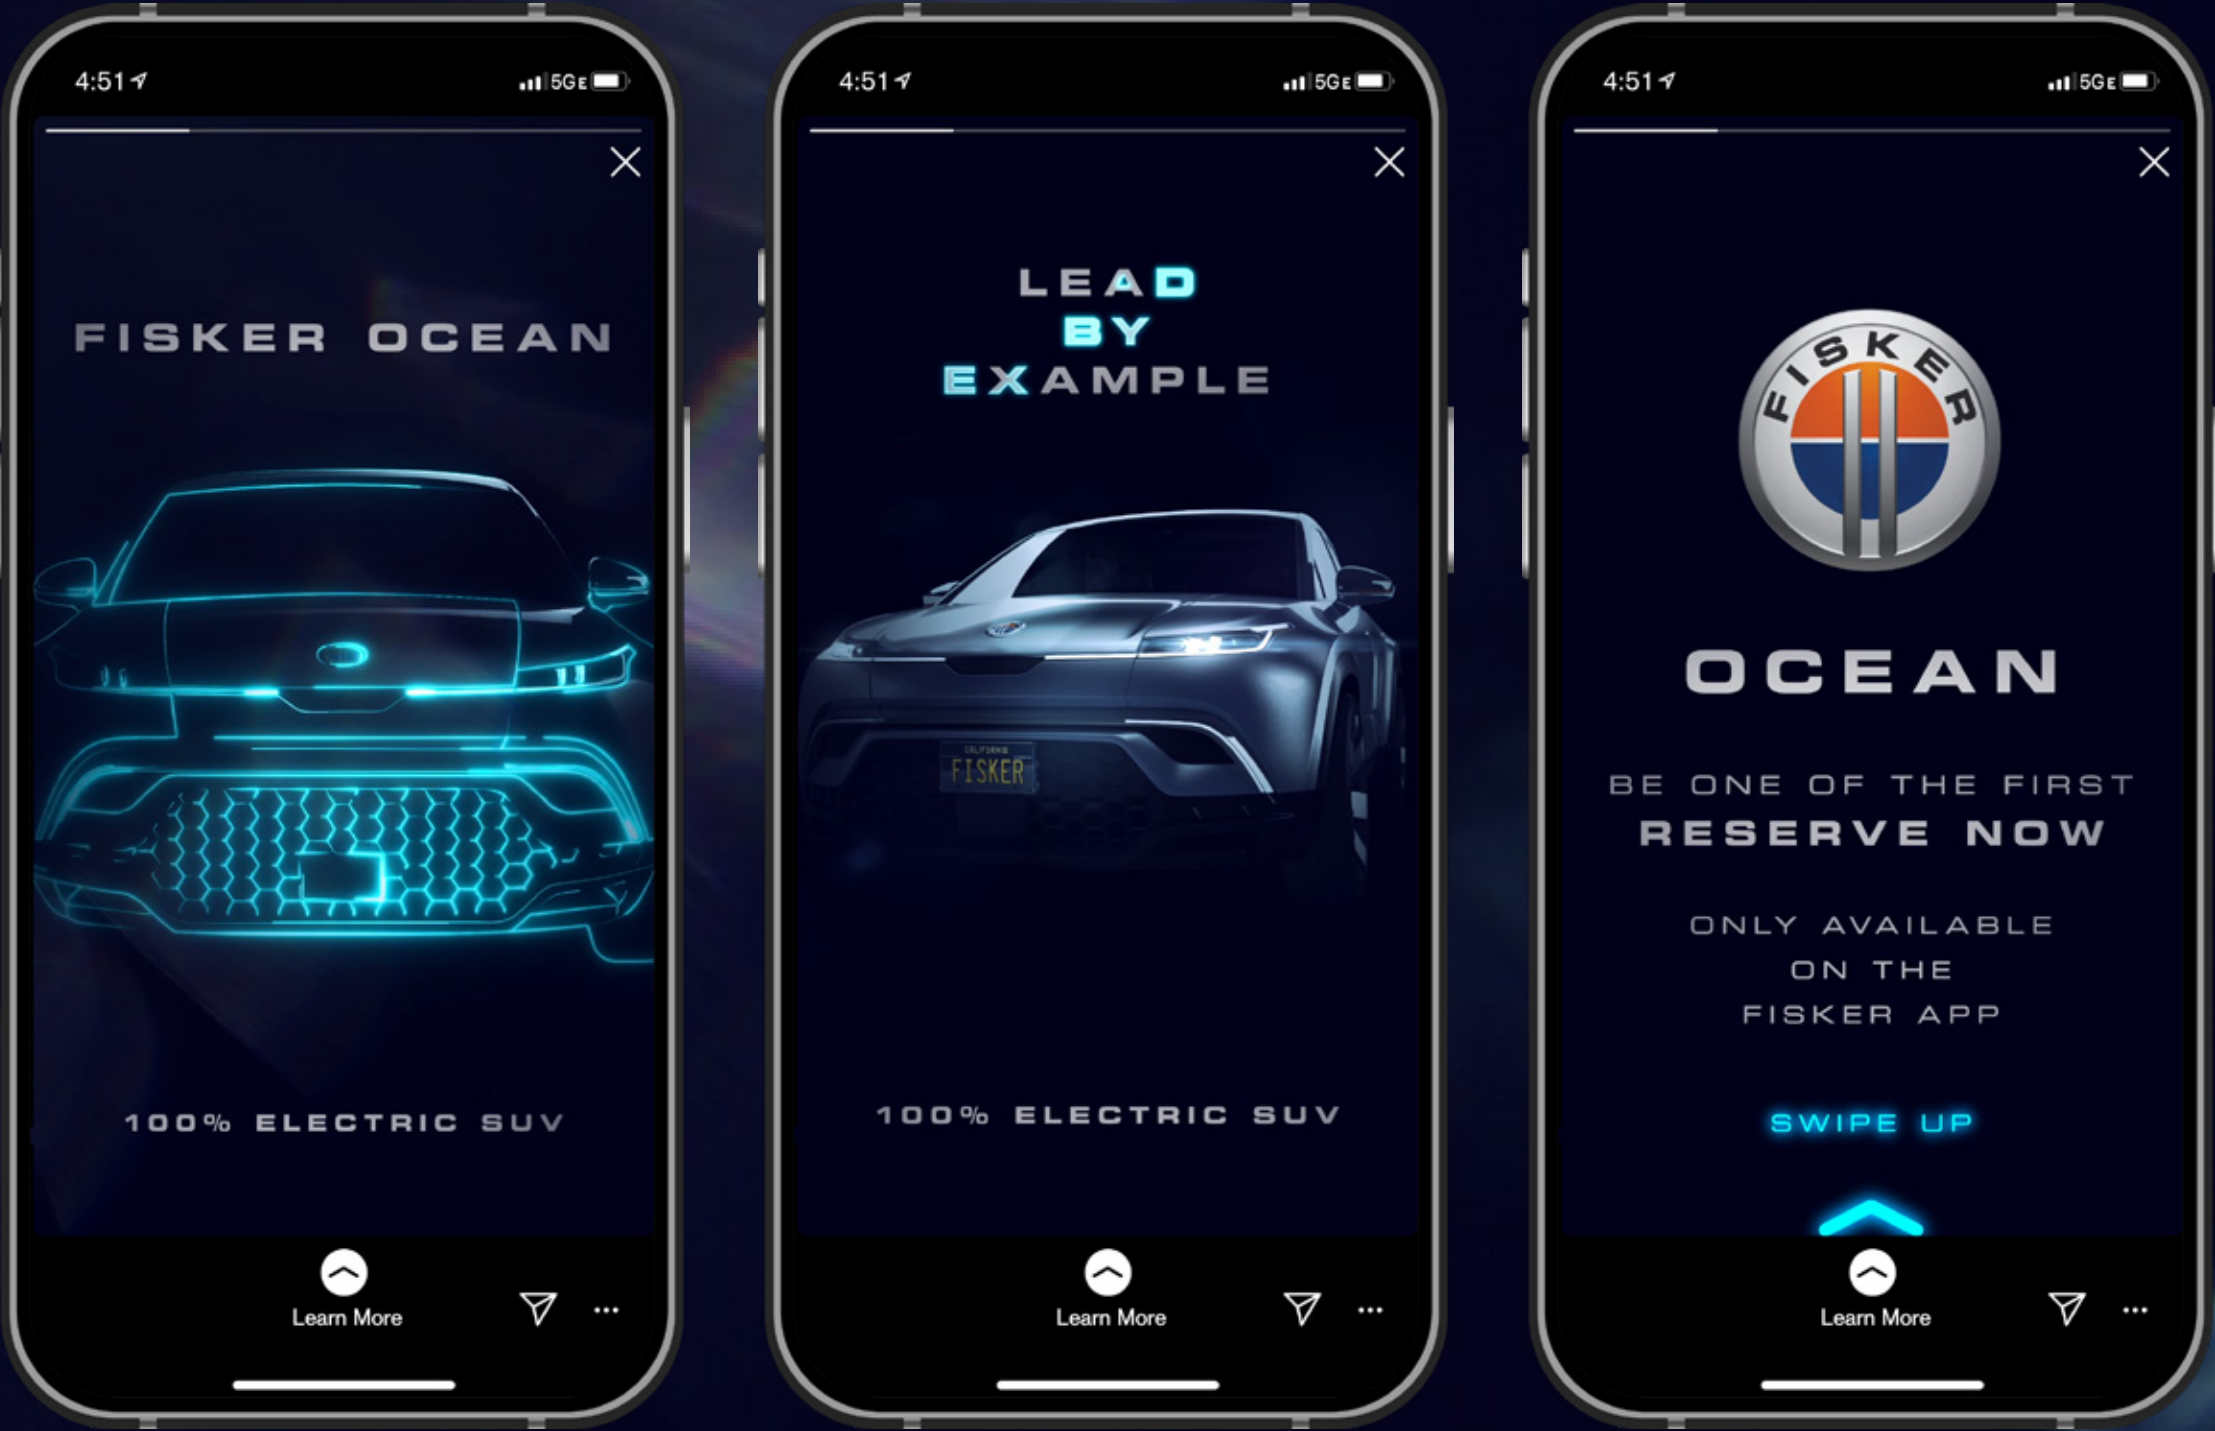 4:51
5GE
FISKER OCEAN
100% ELECTRIC SUV
Learn More
4:51
5GE
LEAD
BY
EXAMPLE
CALIFORNIA
FISKER
100% ELECTRIC SUV
Learn More
4:51
5GE
FISKER
OCEAN
BE ONE OF THE FIRST
RESERVE NOW
ONLY AVAILABLE
ON THE
FISKER APP
SWIPE UP
Learn More